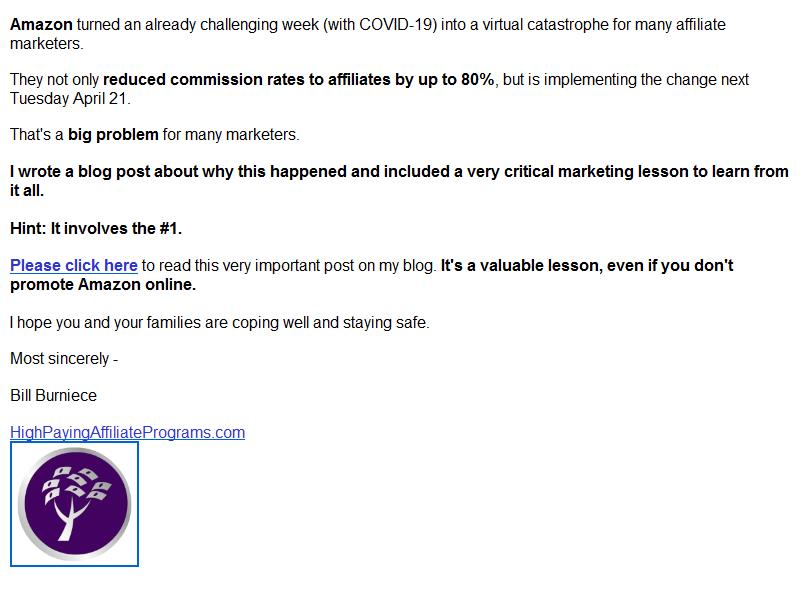 Amazon turned an already challenging week (with COVID-19) into a virtual catastrophe for many affiliate
marketers.
They not only reduced commission rates to affiliates by up to 80%, but is implementing the change next
Tuesday April 21.
That's a big problem for many marketers.
I wrote a blog post about why this happened and included a very critical marketing lesson to learn from
it all.
Hint: It involves the #1.
Please click here to read this very important post on my blog. It's a valuable lesson, even if you don't
promote Amazon online.
I hope you and your families are coping well and staying safe.
Most sincerely -
Bill Burniece
HighPayingAffiliatePrograms.com